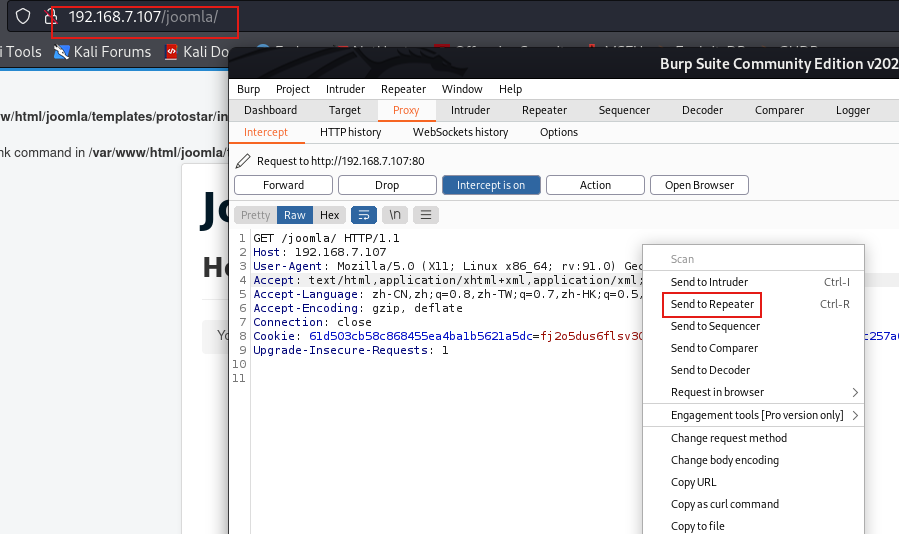 192.168.7.107/joomla/
Tools
Kali Forums
Kali Do
Burp Suite Community Edition v202
Burp Project Intruder Repeater Window Help
Dashboard Target Proxy Intruder Repeater Sequencer Decoder Comparer Logger
Intercept HTTP history WebSockets history Options
w/html/joomla/templates/protostar/in
nk command in /var/www/html/joomla/
Request to http://192.168.7.107:80
Forward Drop Intercept is on Action Open Browser
Pretty Raw Hex \n
1 GET /joomla/ HTTP/1.1
2 Host: 192.168.7.107
3 User-Agent: Mozilla/5.0 (X11; Linux x86_64; rv:91.0) Gec
4 Accept: text/html,application/xhtml+xml,application/xml;
5 Accept-Language: zh-CN,zh;q=0.8,zh-TW;q=0.7,zh-HK;q=0.5,
6 Accept-Encoding: gzip, deflate
7 Connection: close
8 Cookie: 61d503cb58c868455ea4ba1b5621a5dc=fj2o5dus6flsv30
c257a
9 Upgrade-Insecure-Requests: 1
10
11
Jo
He
Yo
Scan
Send to Intruder Ctrl-I
Send to Repeater Ctrl-R
Send to Sequencer
Send to Comparer
Send to Decoder
Request in browser
Engagement tools [Pro version only]
Change request method
Change body encoding
Copy URL
Copy as curl command
Copy to file